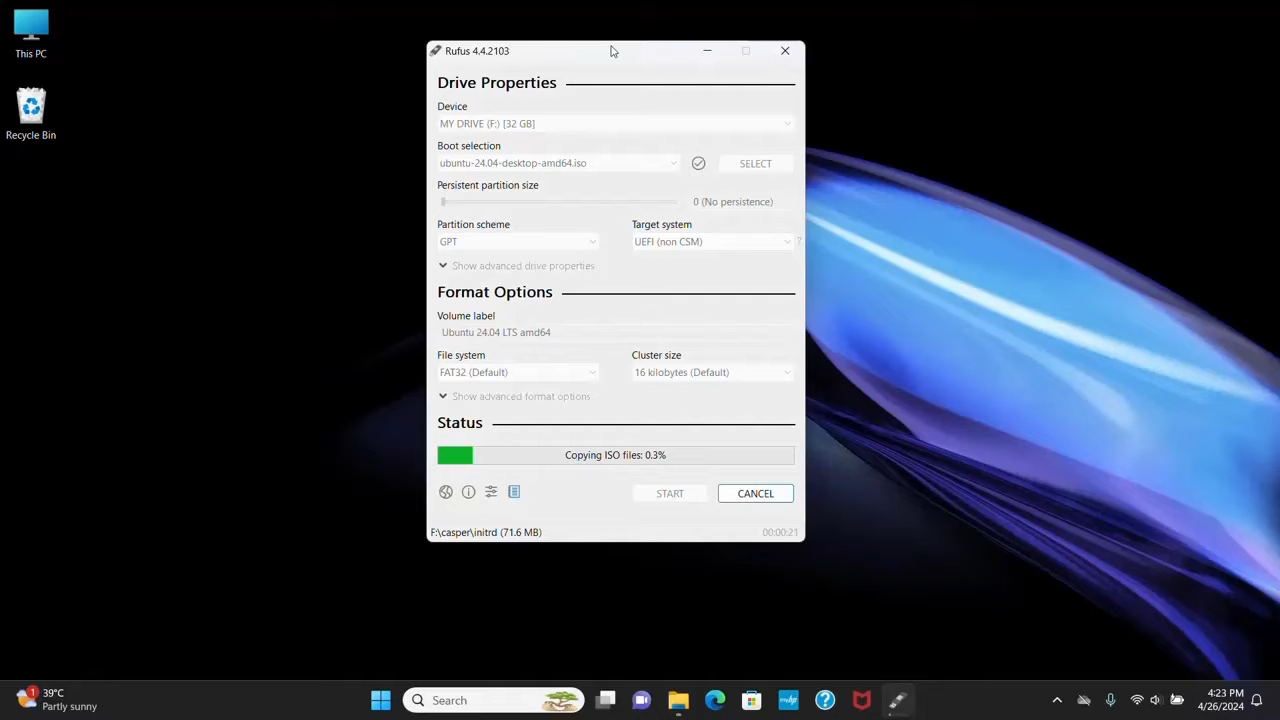 This PC
Recycle Bin
Rufus 4.4.2103
Drive Properties
Device
MY DRIVE (F:) [32 GB]
Boot selection
ubuntu-24.04-desktop-amd64.iso
SELECT
Persistent partition size
0 (No persistence)
Partition scheme
Target system
GPT
UEFI (non CSM)
?
Show advanced drive properties
Format Options
Volume label
Ubuntu 24.04 LTS amd64
File system
Cluster size
FAT32 (Default)
16 kilobytes (Default)
Show advanced format options
Status
Copying ISO files: 0.3%
START
CANCEL
F:\casper\initrd (71.6 MB)
00:00:21
1
39°C
Partly sunny
Search
myhp
?
4:23 PM
4/26/2024